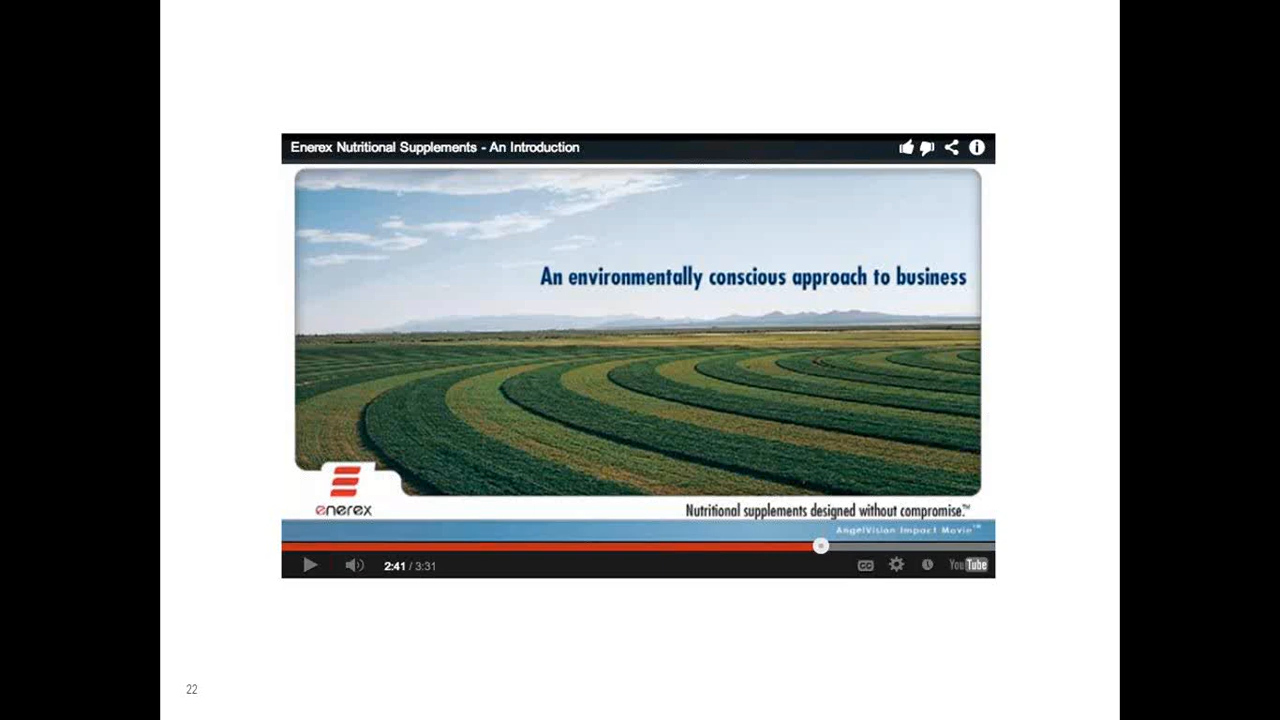 Enerex Nutritional Supplements - An Introduction
An environmentally conscious approach to business
enerex
Nutritional supplements designed without compromise.™
AngelVision Impact Movie™
2:41 / 3:31
CC
YouTube
22